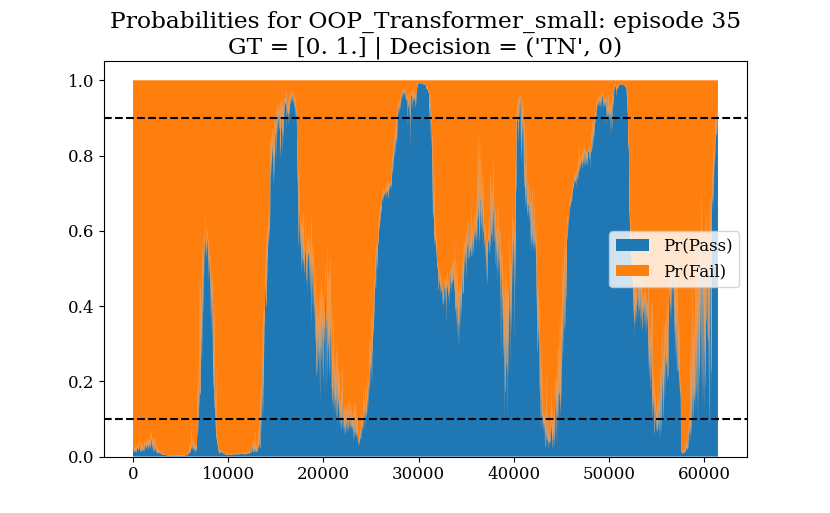 Probabilities for OOP_Transformer_small: episode 35
GT = [0. 1.] | Decision = ('TN', 0)
1.0
0.8
0.6
0.4
0.2
0.0
Pr(Pass)
Pr(Fail)
0 10000 20000 30000 40000 50000 60000